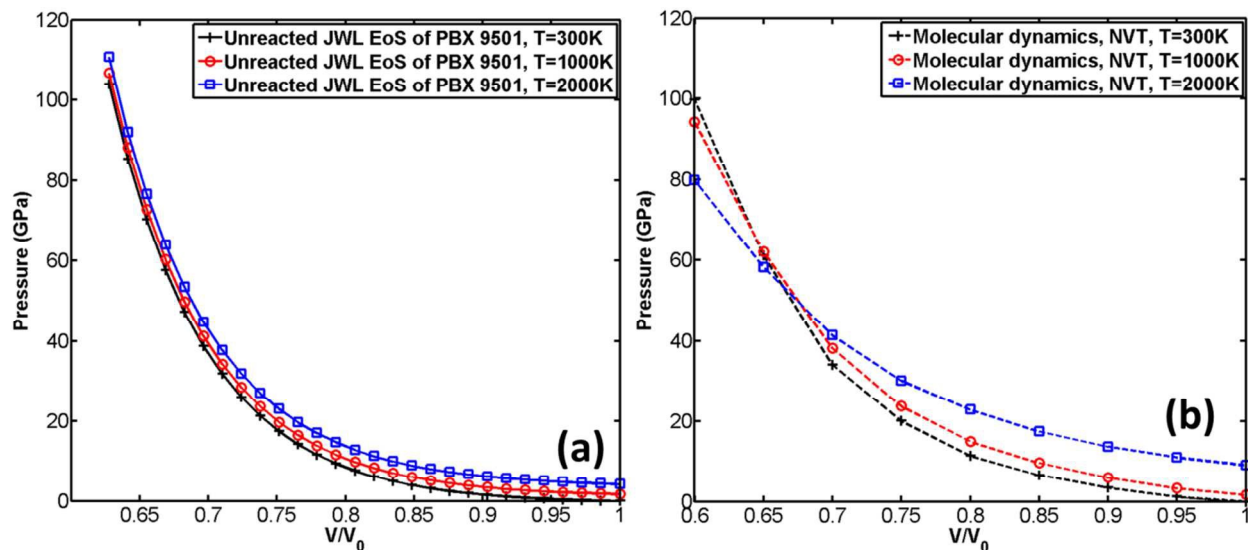 120
100
80
60
40
20
0
Pressure (GPa)
Unreacted JWL EoS of PBX 9501, T=300K
Unreacted JWL EoS of PBX 9501, T=1000K
Unreacted JWL EoS of PBX 9501, T=2000K
(a)
0.65 0.7 0.75 0.8 0.85 0.9 0.95 1
V/V0
120
100
80
60
40
20
0
Pressure (GPa)
Molecular dynamics, NVT, T=300K
Molecular dynamics, NVT, T=1000K
Molecular dynamics, NVT, T=2000K
(b)
0.6 0.65 0.7 0.75 0.8 0.85 0.9 0.95 1
V/V0